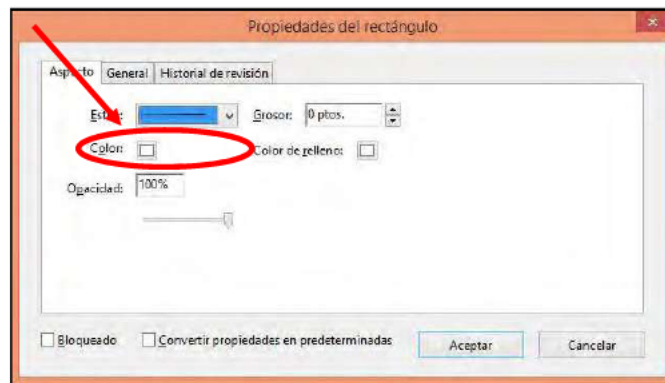 Propiedades del rectángulo
Aspecto General Historial de revisión
Grosor: 0 ptos.
Color: Color de relleno:
Opacidad: 100%
Bloqueado Convertir propiedades en predeterminadas Aceptar Cancelar